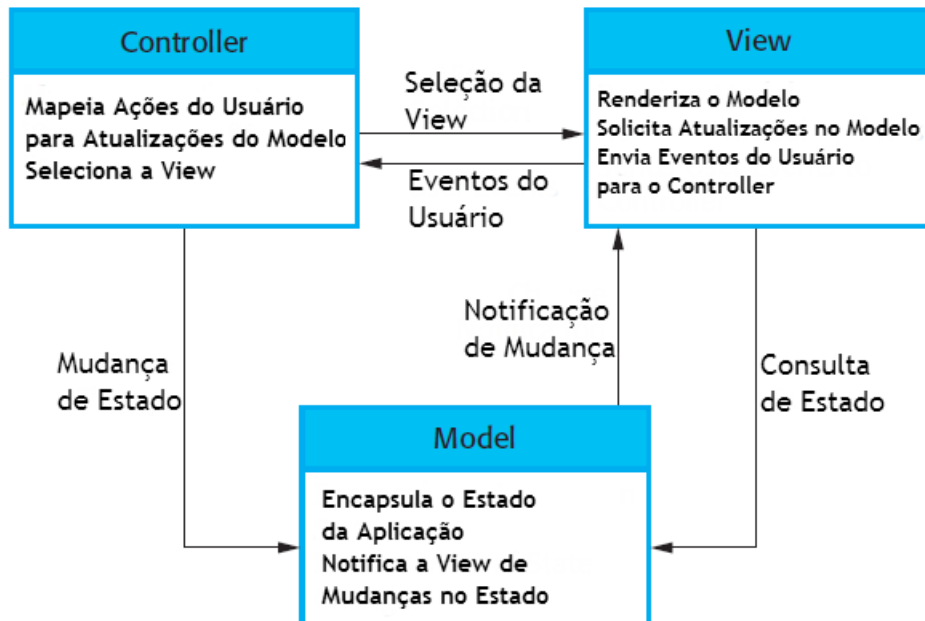 Controller
Mapeia Ações do Usuário
para Atualizações do Modelo
Seleciona a View
Seleção da
View
Eventos do
Usuário
View
Renderiza o Modelo
Solicita Atualizações no Modelo
Envia Eventos do Usuário
para o Controller
Mudança
de Estado
Notificação
de Mudança
Consulta
de Estado
Model
Encapsula o Estado
da Aplicação
Notifica a View de
Mudanças no Estado